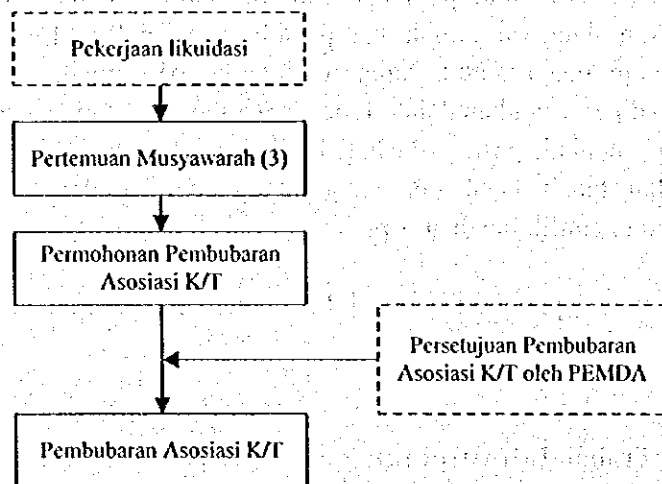 Pekerjaan likuidasi
Pertemuan Musyawarah (3)
Permohonan Pembubaran
Asosiasi K/T
Persetujuan Pembubaran
Asosiasi K/T oleh PEMDA
Pembubaran Asosiasi K/T